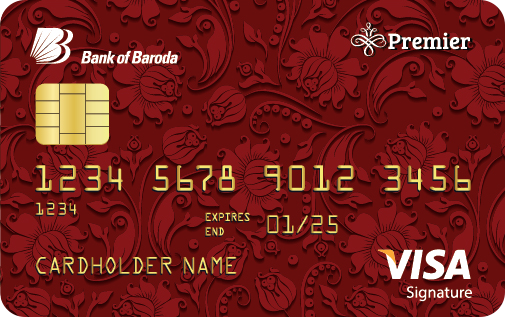 Bank of Baroda
Premier
1234 5678 9012 3456
1234
EXPIRES
END
01/25
CARDHOLDER NAME
VISA
Signature